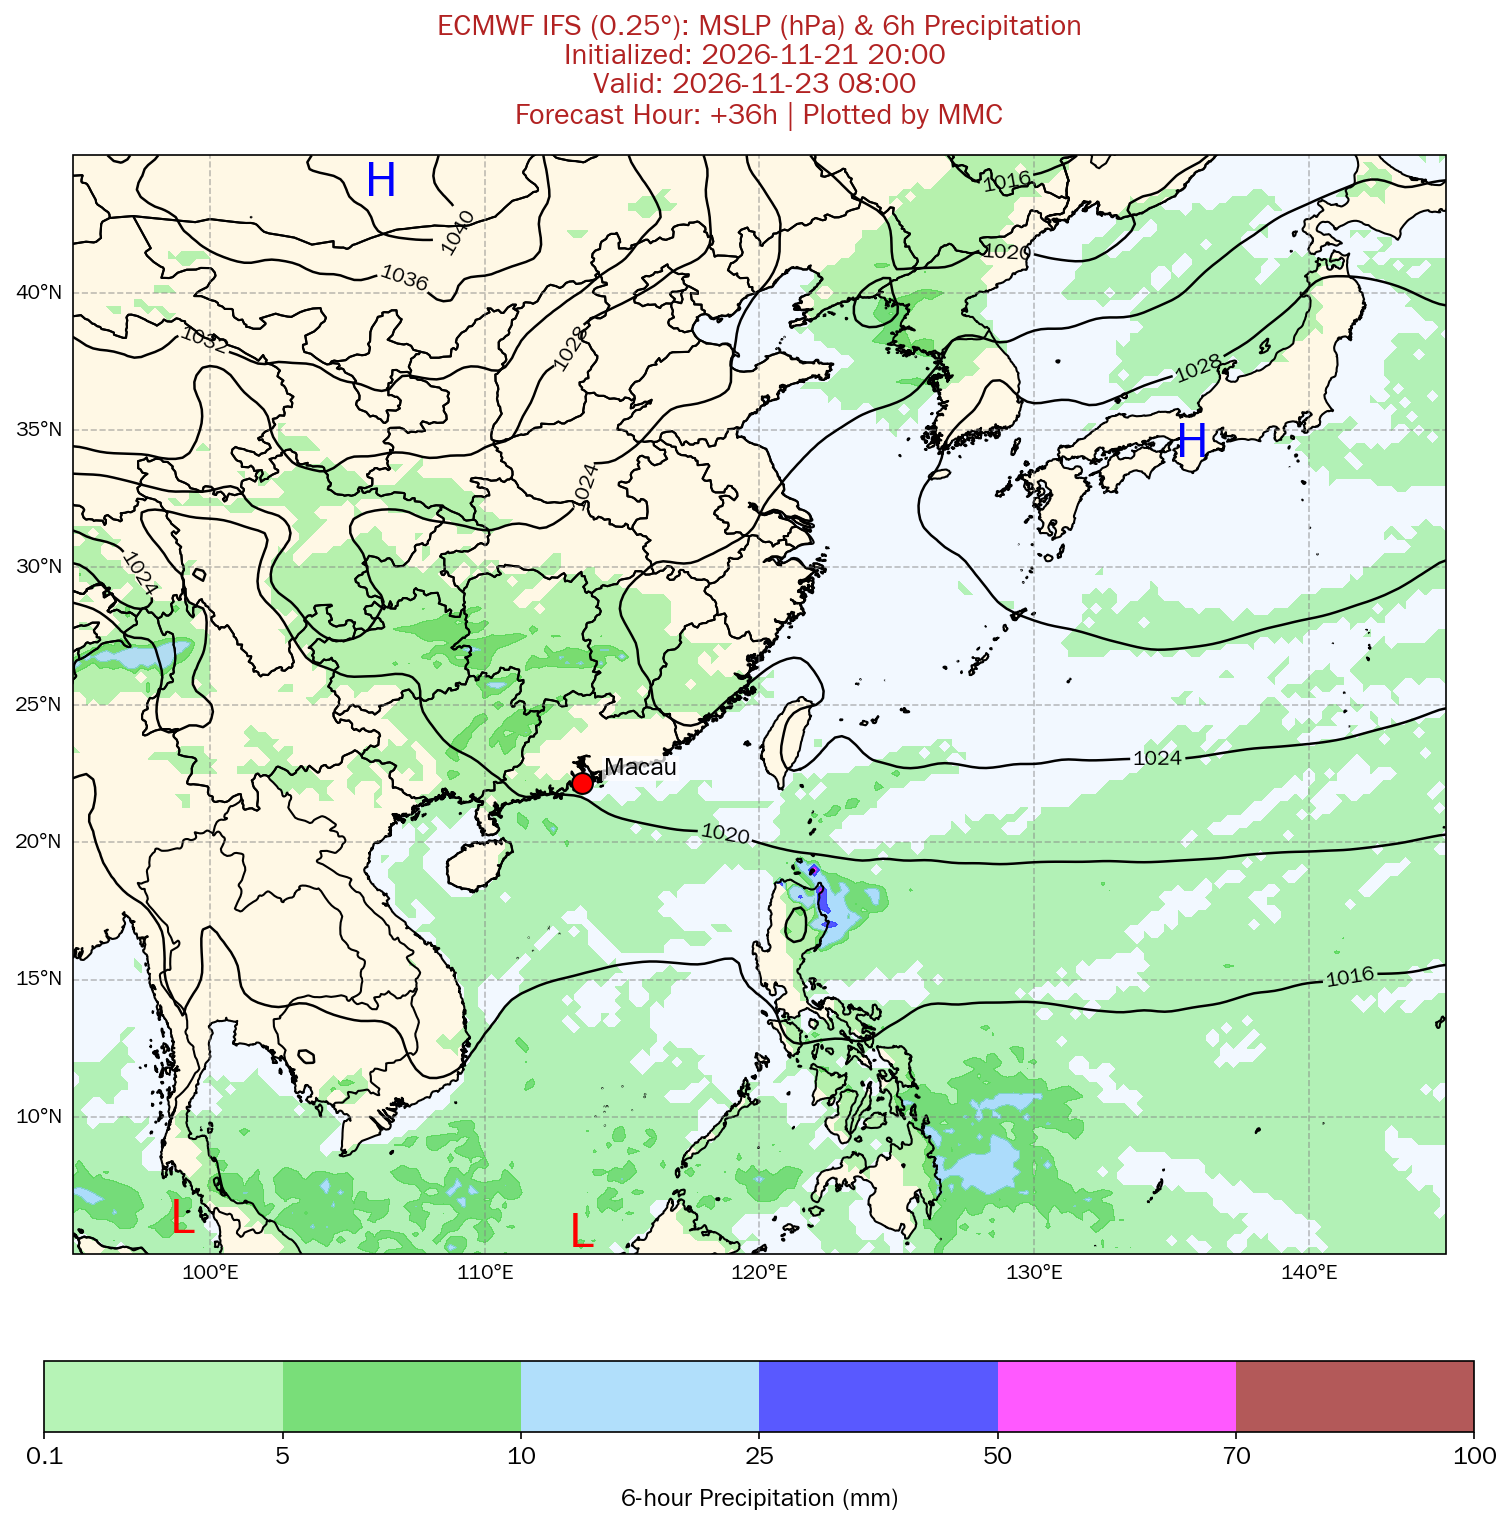 ECMWF IFS (0.25°): MSLP (hPa) & 6h Precipitation
Initialized: 2026-11-21 20:00
Valid: 2026-11-23 08:00
Forecast Hour: +36h | Plotted by MMC
H
1016
1040
1020
1036
40°N
1032
1028
1028
35°N
H
1024
30°N
1024
25°N
1024
Macau
1020
20°N
15°N
1016
10°N
L
L
100°E 110°E 120°E 130°E 140°E
0.1 5 10 25 50 70 100
6-hour Precipitation (mm)